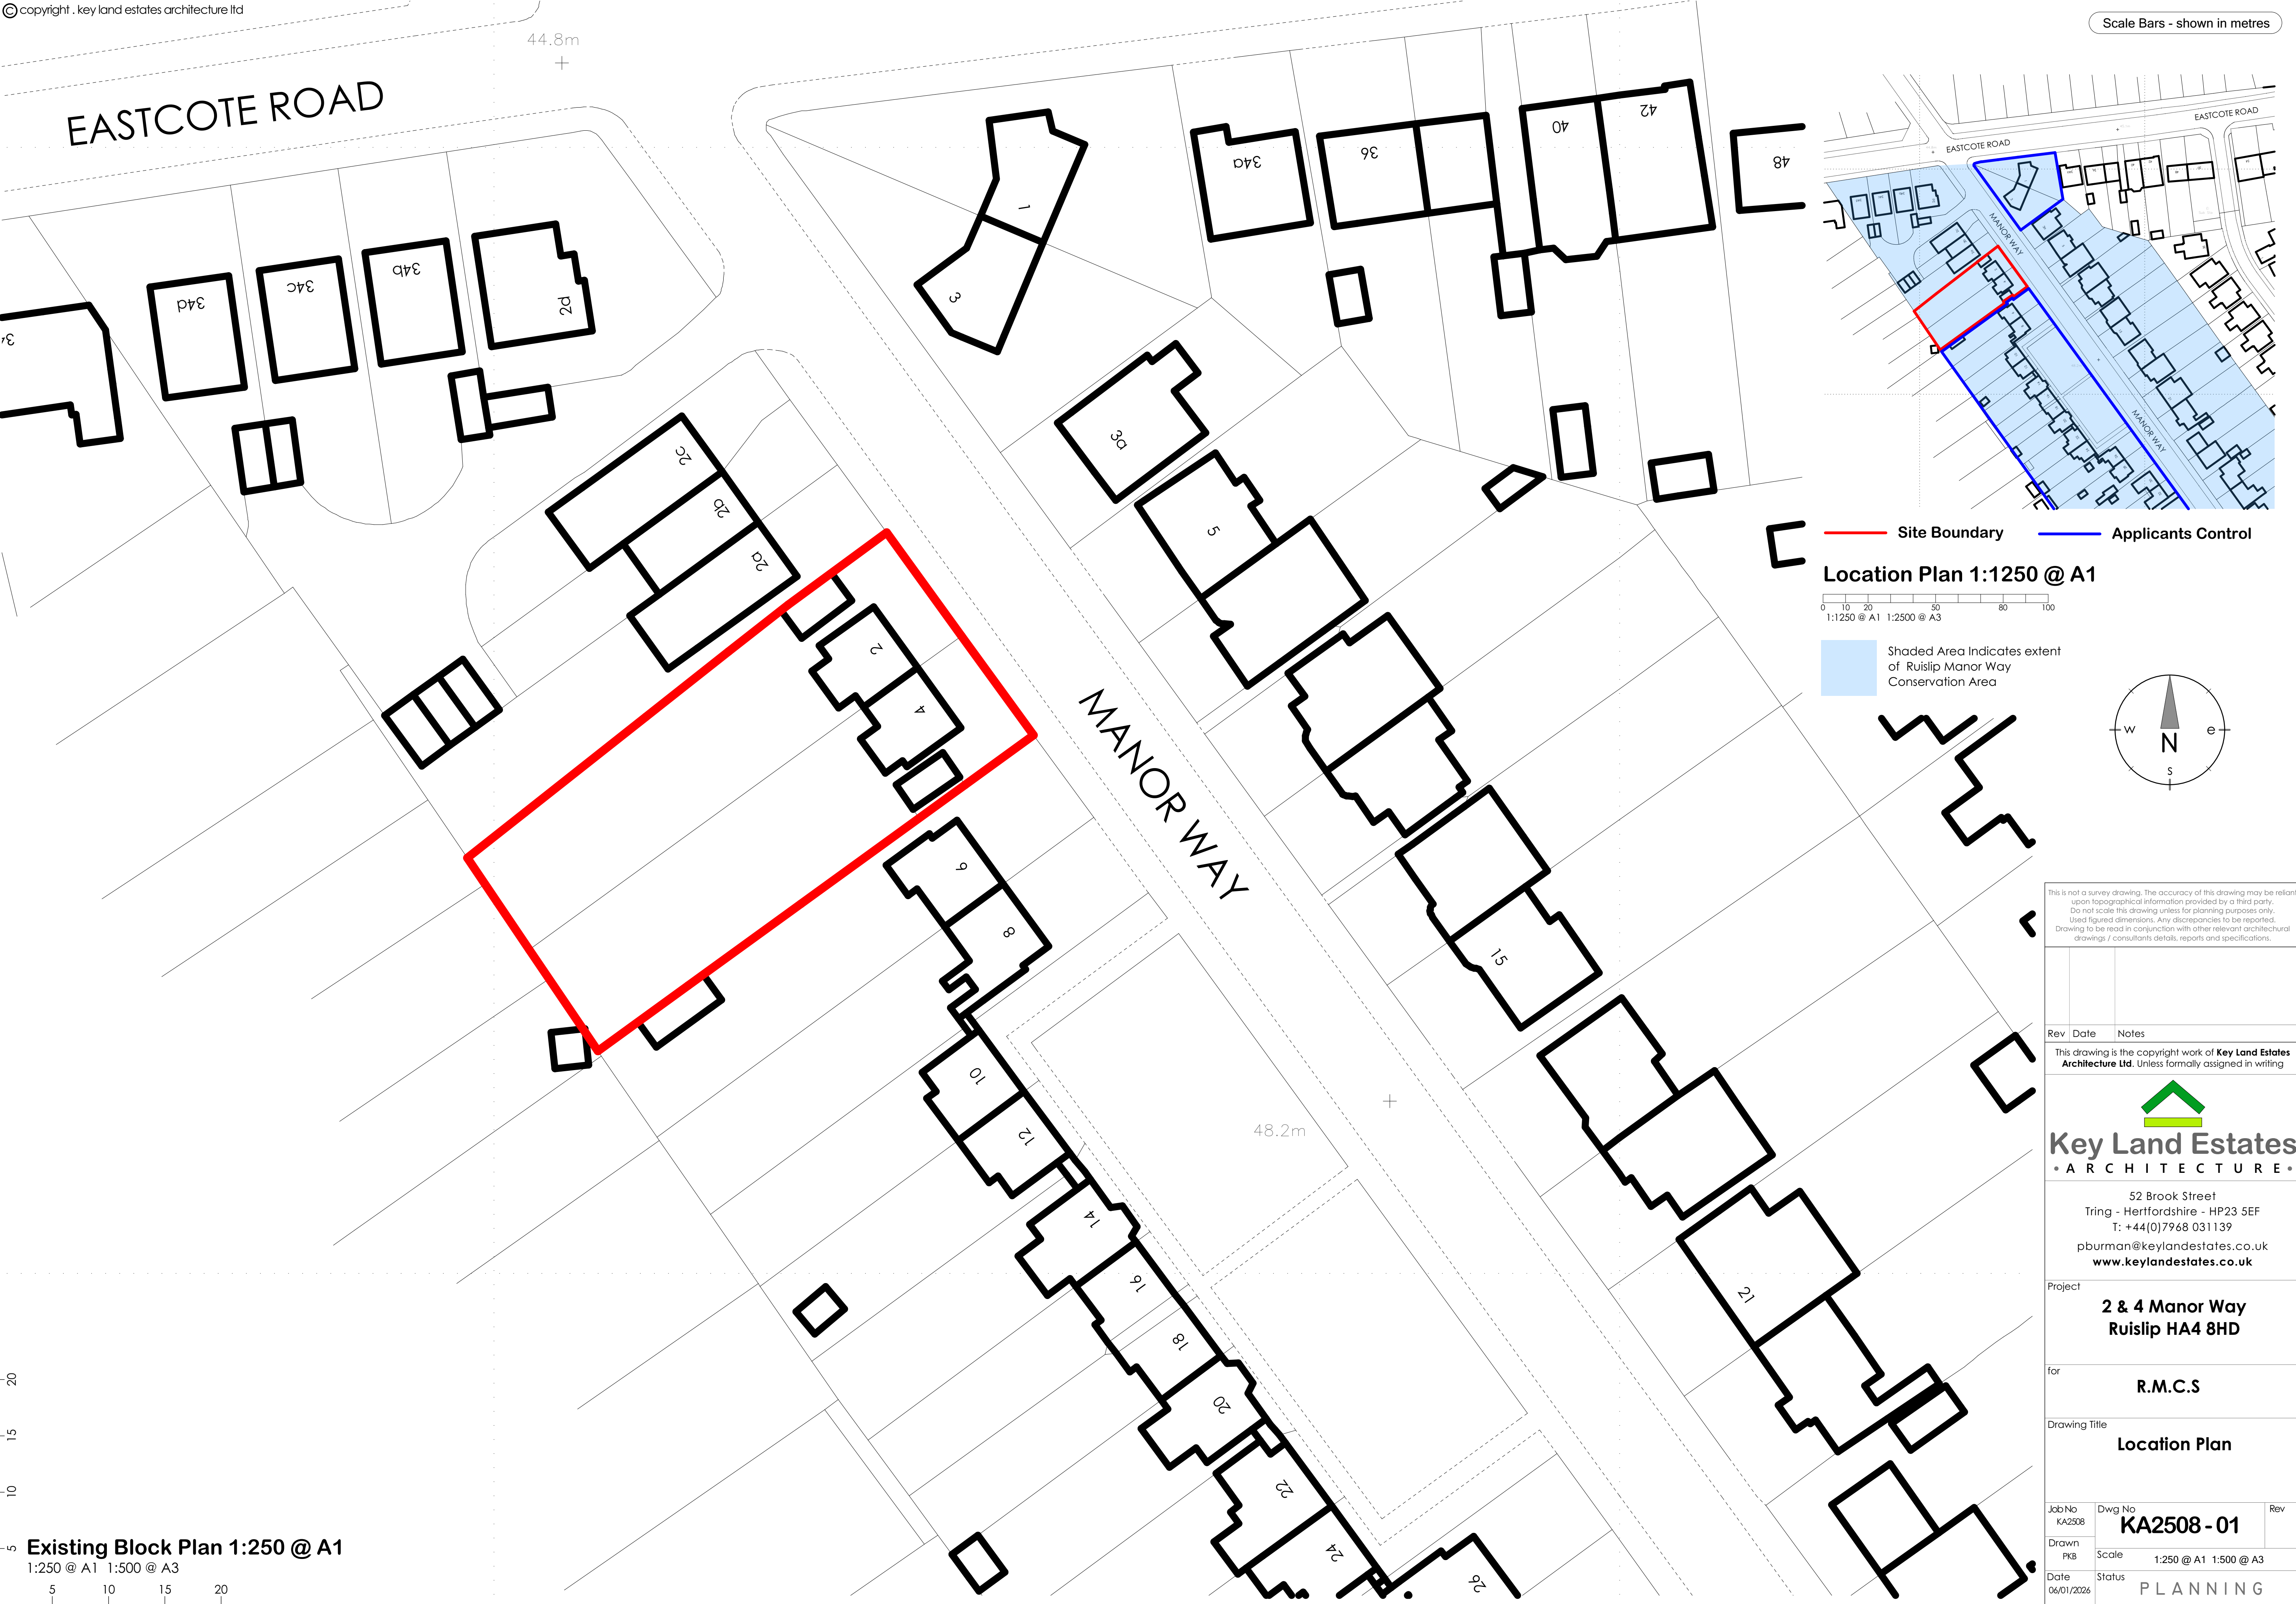 © copyright . key land estates architecture ltd
Scale Bars - shown in metres
44.8m
EASTCOTE ROAD
34d
34c
34b
2d
1
3
34a
36
40
42
48
3a
5
2c
2b
2a
2
4
6
8
MANOR WAY
15
10
12
48.2m
14
16
18
20
21
22
24
26
EASTCOTE ROAD
EASTCOTE ROAD
MANOR WAY
MANOR WAY
Site Boundary
Applicants Control
Location Plan 1:1250 @ A1
0 10 20 50 80 100
1:1250 @ A1 1:2500 @ A3
Shaded Area Indicates extent
of Ruislip Manor Way
Conservation Area
w N e
s
This is not a survey drawing. The accuracy of this drawing may be reliant
upon topographical information provided by a third party.
Do not scale this drawing unless for planning purposes only.
Used figured dimensions. Any discrepancies to be reported.
Drawing to be read in conjunction with other relevant architechural
drawings / consultants details, reports and specifications.
Rev Date Notes
This drawing is the copyright work of Key Land Estates
Architecture Ltd. Unless formally assigned in writing
Key Land Estates
• ARCHITECTURE •
52 Brook Street
Tring - Hertfordshire - HP23 5EF
T: +44(0)7968 031139
pburman@keylandestates.co.uk
www.keylandestates.co.uk
Project
2 & 4 Manor Way
Ruislip HA4 8HD
for
R.M.C.S
Drawing Title
Location Plan
Job No
KA2508
Dwg No
KA2508 - 01
Rev
Drawn
PKB
Scale
1:250 @ A1 1:500 @ A3
Date
06/01/2026
Status
PLANNING
20
15
10
5
Existing Block Plan 1:250 @ A1
1:250 @ A1 1:500 @ A3
5 10 15 20